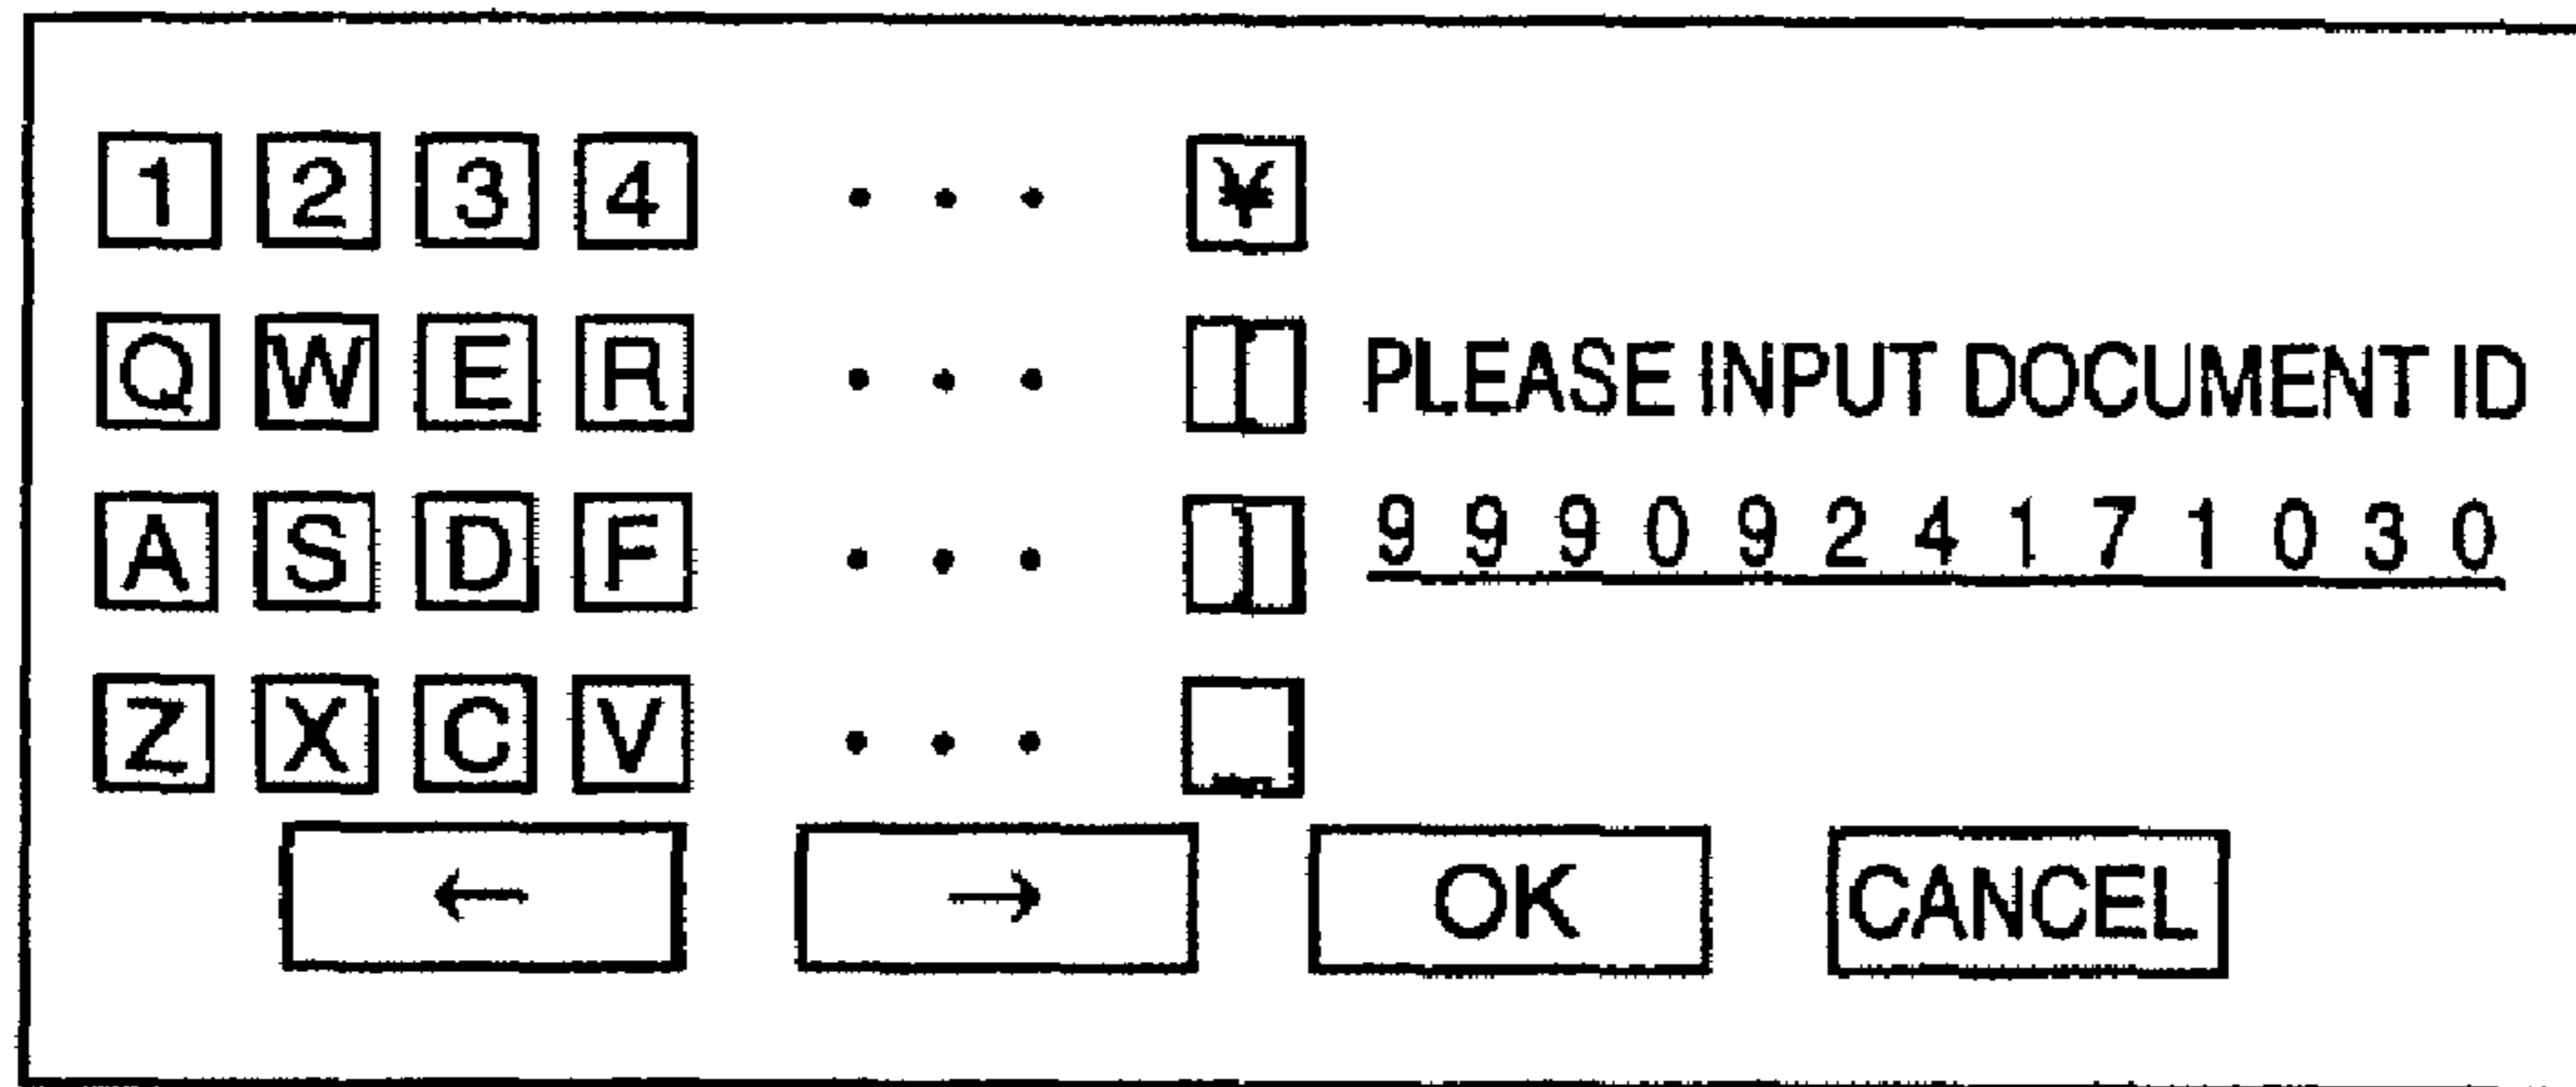 1 2 3 4 · · · ¥
Q W E R · · · [ PLEASE INPUT DOCUMENT ID
A S D F · · · ] 9 9 9 0 9 2 4 1 7 1 0 3 0
Z X C V · · · _
← → OK CANCEL